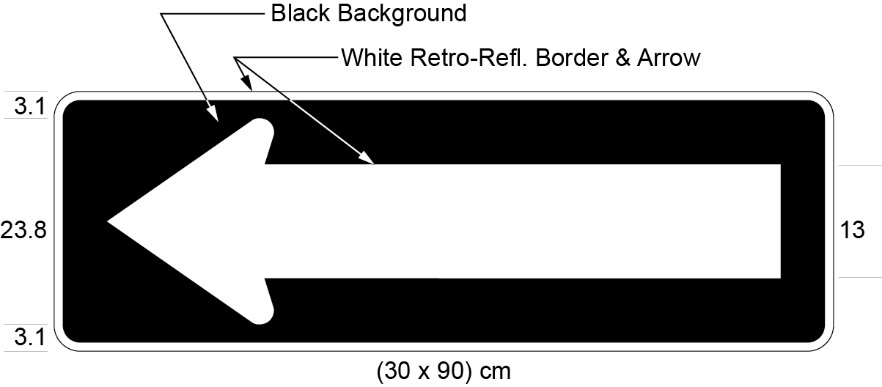 Black Background
White Retro-Refl. Border & Arrow
3.1
23.8
13
3.1
(30 x 90) cm